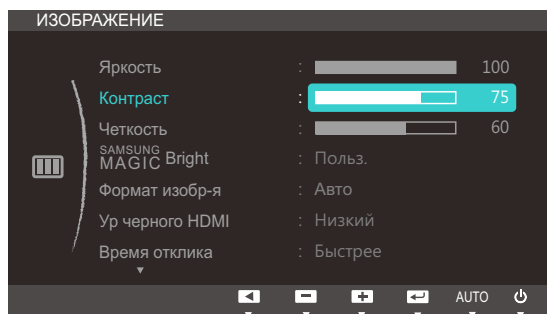 ИЗОБРАЖЕНИЕ
Яркость : 100
Контраст : 75
Четкость : 60
SAMSUNG MAGIC Bright : Польз.
Формат изобр-я : Авто
Ур черного HDMI : Низкий
Время отклика : Быстрее
AUTO